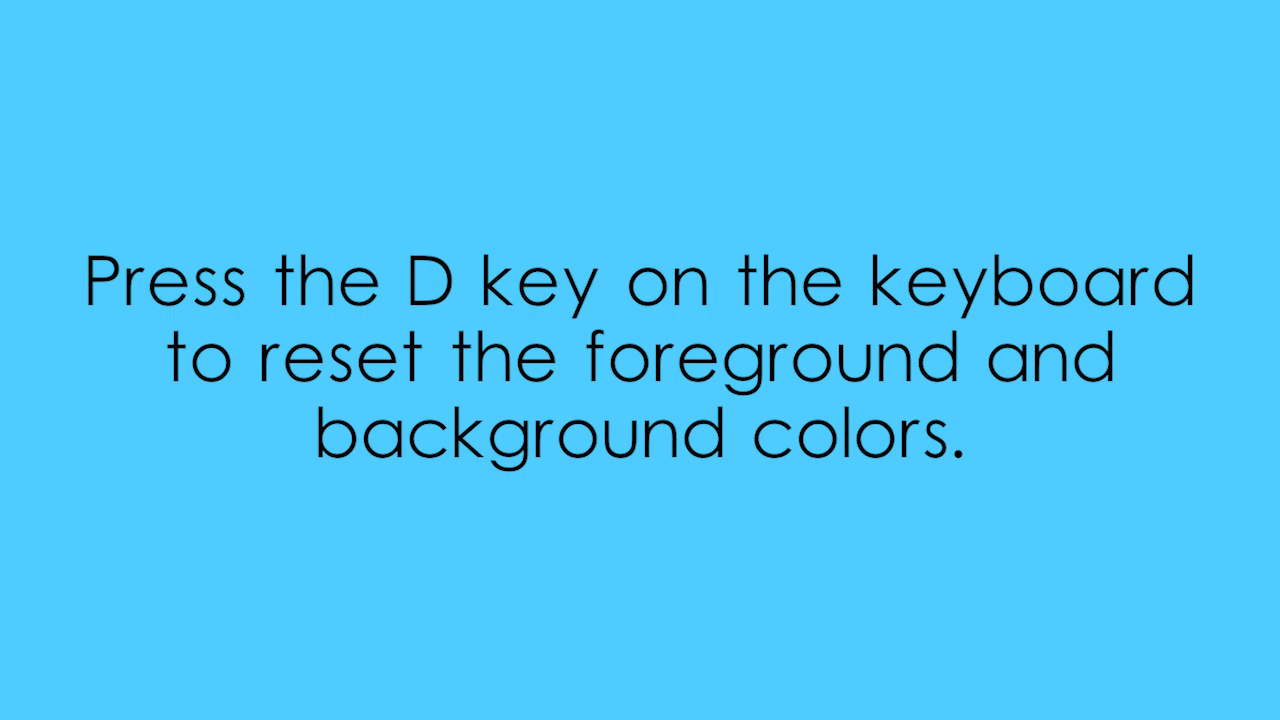 Press the D key on the keyboard
to reset the foreground and
background colors.